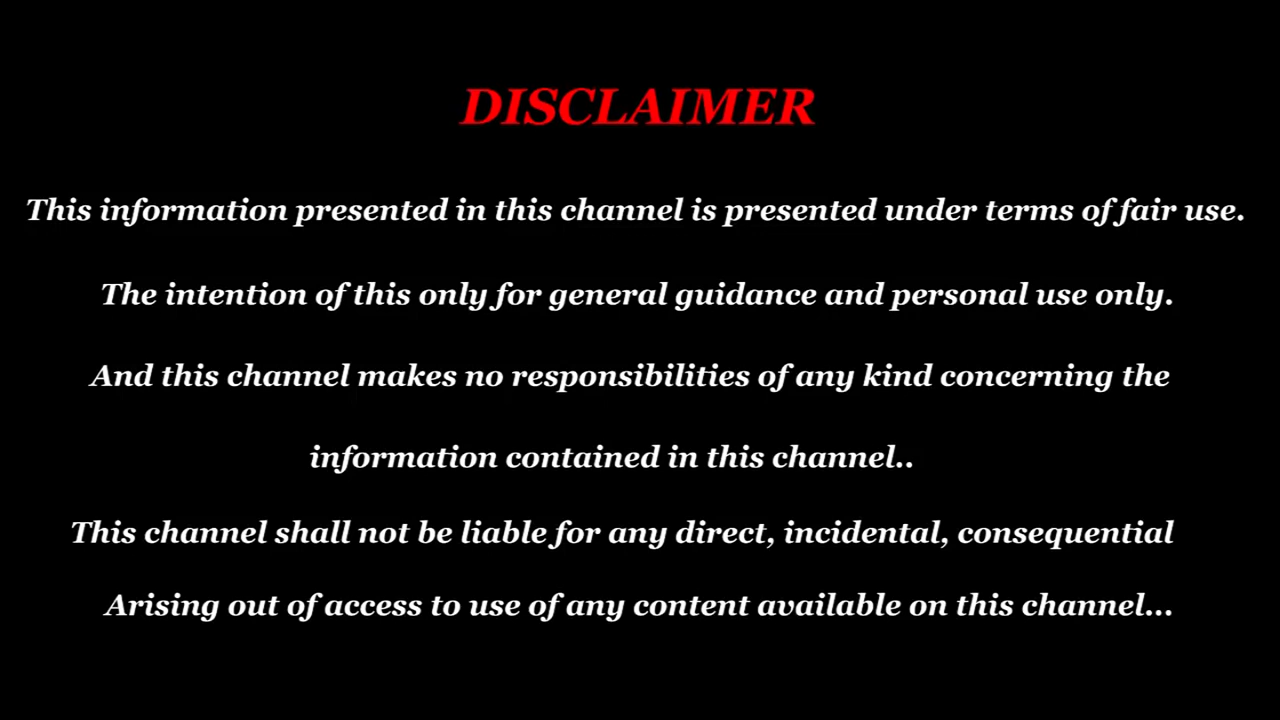 DISCLAIMER
This information presented in this channel is presented under terms of fair use.
The intention of this only for general guidance and personal use only.
And this channel makes no responsibilities of any kind concerning the
information contained in this channel..
This channel shall not be liable for any direct, incidental, consequential
Arising out of access to use of any content available on this channel...